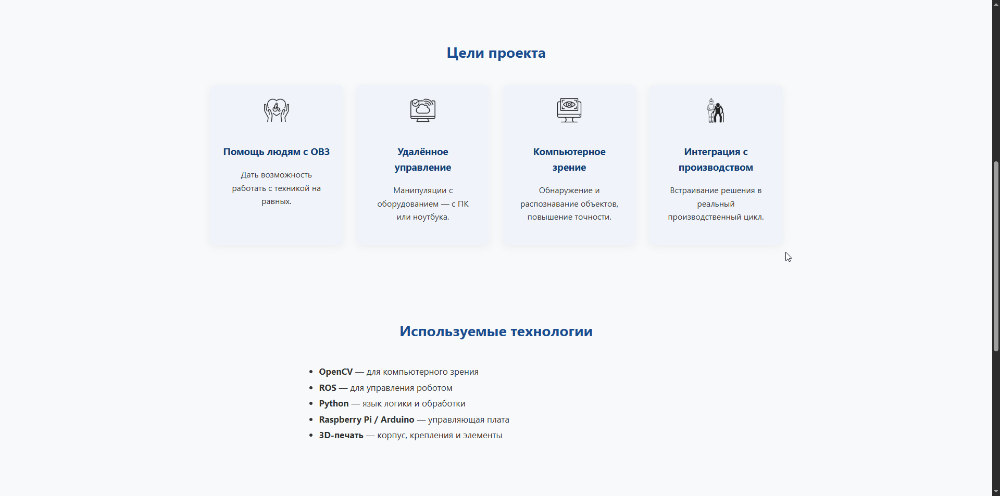 Цели проекта
Помощь людям с ОВЗ
Дать возможность
работать с техникой на
равных.
Удалённое
управление
Манипуляции с
оборудованием — с ПК
или ноутбука.
Компьютерное
зрение
Обнаружение и
распознавание объектов,
повышение точности.
Интеграция с
производством
Встраивание решения в
реальный
производственный цикл.
Используемые технологии
• OpenCV — для компьютерного зрения
• ROS — для управления роботом
• Python — язык логики и обработки
• Raspberry Pi / Arduino — управляющая плата
• 3D-печать — корпус, крепления и элементы